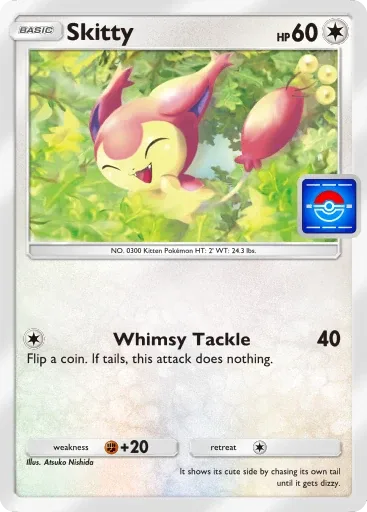 BASIC Skitty HP 60
NO. 0300 Kitten Pokémon HT: 2' WT: 24.3 lbs.
Whimsy Tackle 40
Flip a coin. If tails, this attack does nothing.
weakness +20 retreat
Illus. Atsuko Nishida
It shows its cute side by chasing its own tail
until it gets dizzy.